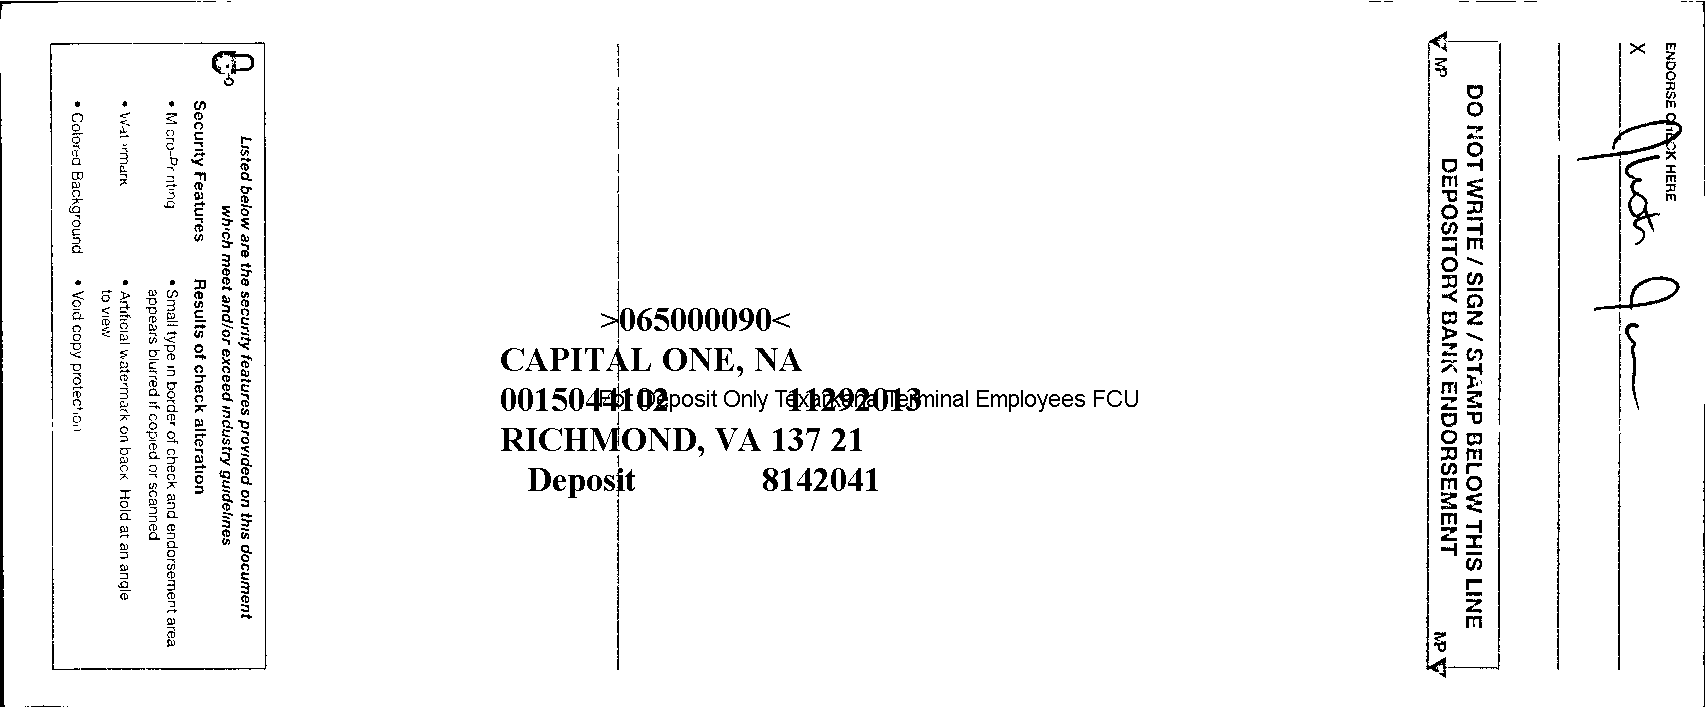 Listed below are the security features provided on this document
which meet and/or exceed industry guidelines
Security Features Results of check alteration
• Micro-Printing • Small type in border of check and endorsement area
appears blurred if copied or scanned
• Watermark • Artificial watermark on back Hold at an angle
to view
• Colored Background • Void copy protection
>065000090<
CAPITAL ONE, NA
0015044102 11292013
For Deposit Only Texarkana Terminal Employees FCU
RICHMOND, VA 137 21
Deposit 8142041
MP
DO NOT WRITE / SIGN / STAMP BELOW THIS LINE
DEPOSITORY BANK ENDORSEMENT
MP
ENDORSE CHECK HERE
X